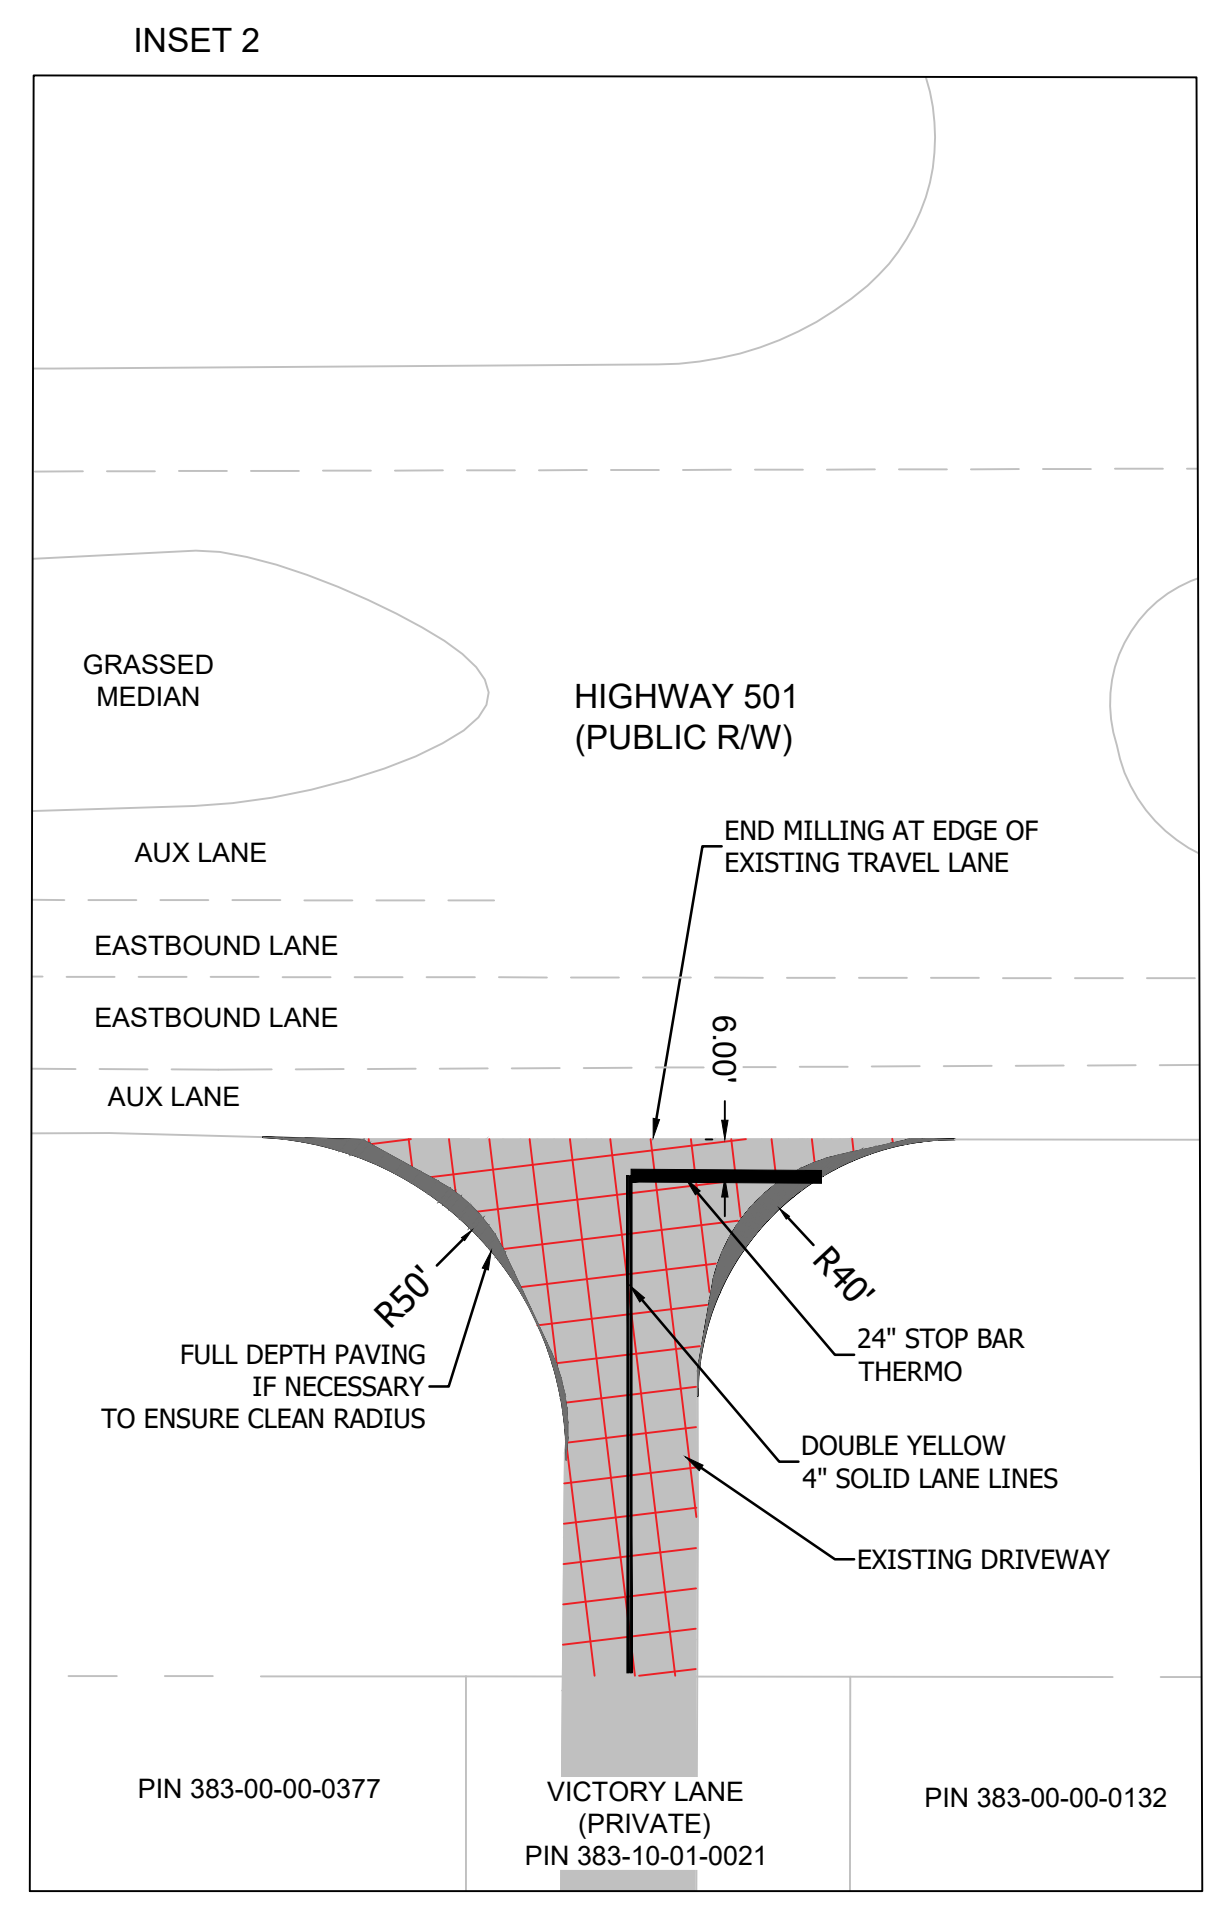 INSET 2
GRASSED
MEDIAN
HIGHWAY 501
(PUBLIC R/W)
END MILLING AT EDGE OF
EXISTING TRAVEL LANE
AUX LANE
EASTBOUND LANE
EASTBOUND LANE
6.00'
AUX LANE
R50'
R40'
FULL DEPTH PAVING
IF NECESSARY
TO ENSURE CLEAN RADIUS
24" STOP BAR
THERMO
DOUBLE YELLOW
4" SOLID LANE LINES
EXISTING DRIVEWAY
PIN 383-00-00-0377
VICTORY LANE
(PRIVATE)
PIN 383-10-01-0021
PIN 383-00-00-0132